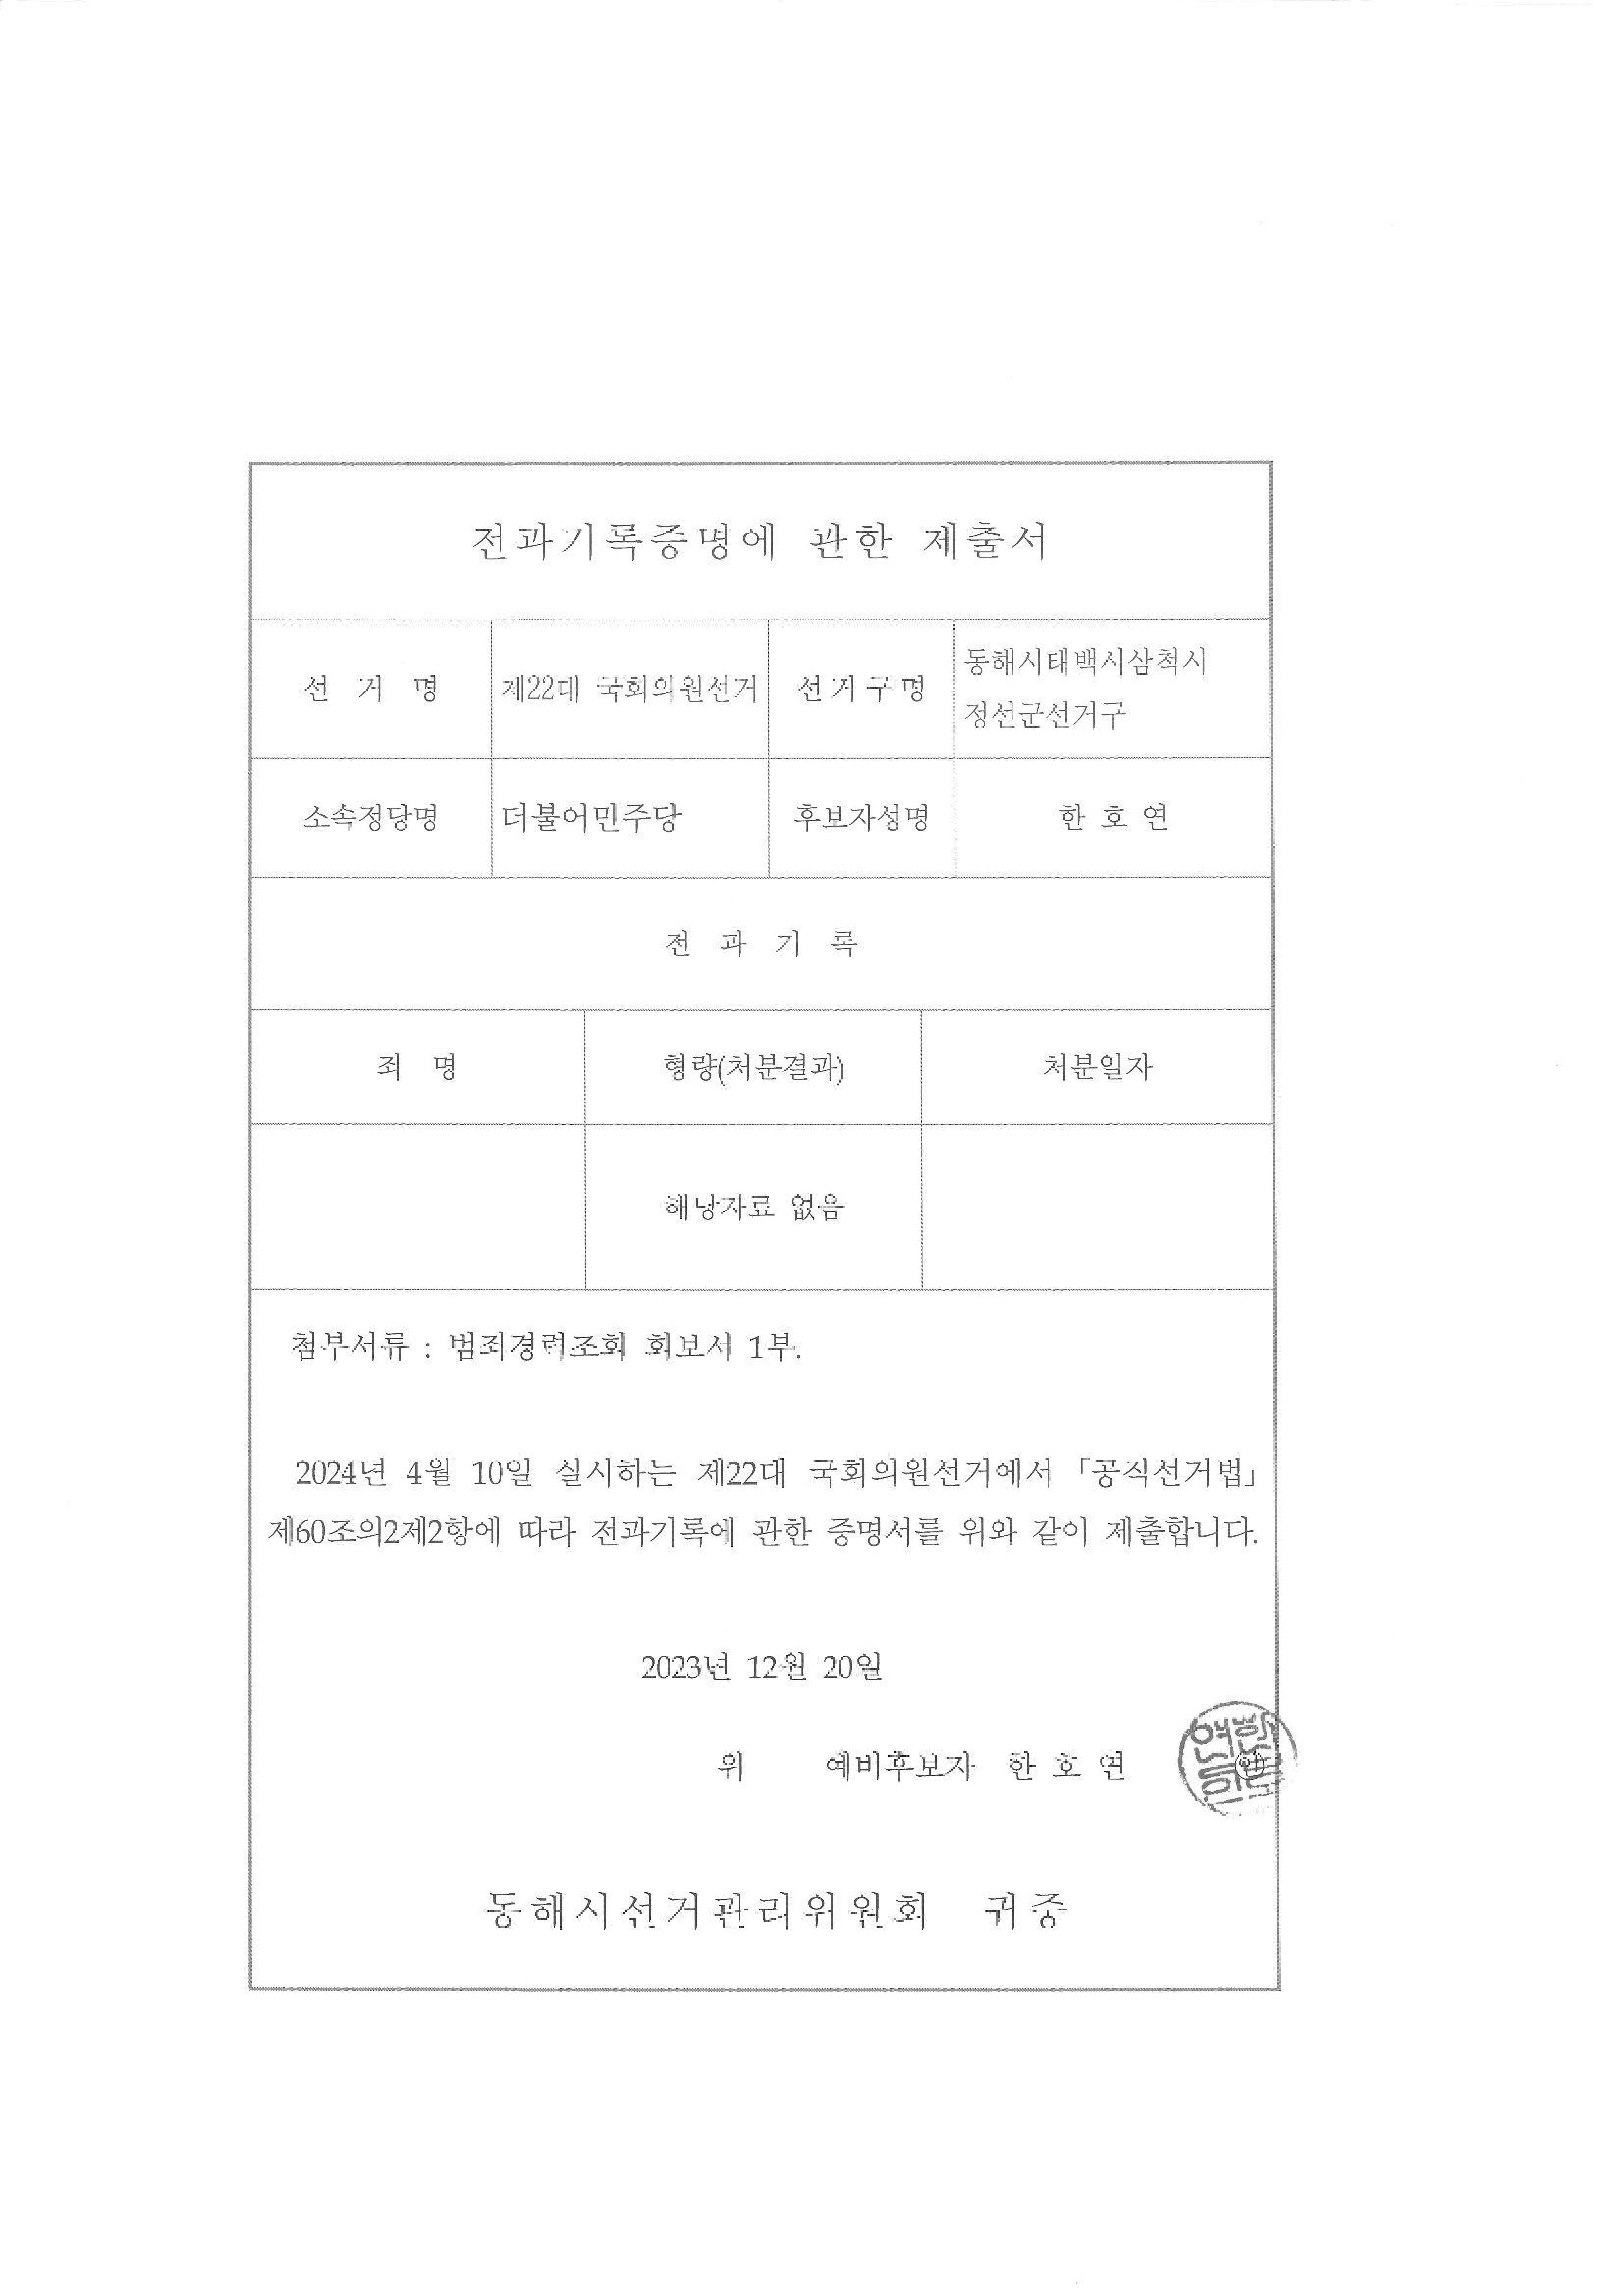 전과기록증명에 관한 제출서
선 거 명 제22대 국회의원선거 선거구명 동해시태백시삼척시
정선군선거구
소속정당명 더불어민주당 후보자성명 한 호 연
전 과 기 록
죄 명 형량(처분결과) 처분일자
해당자료 없음
첨부서류 : 범죄경력조회 회보서 1부.
2024년 4월 10일 실시하는 제22대 국회의원선거에서 「공직선거법」
제60조의2제2항에 따라 전과기록에 관한 증명서를 위와 같이 제출합니다.
2023년 12월 20일
위 예비후보자 한 호 연 ㊞
동해시선거관리위원회 귀중